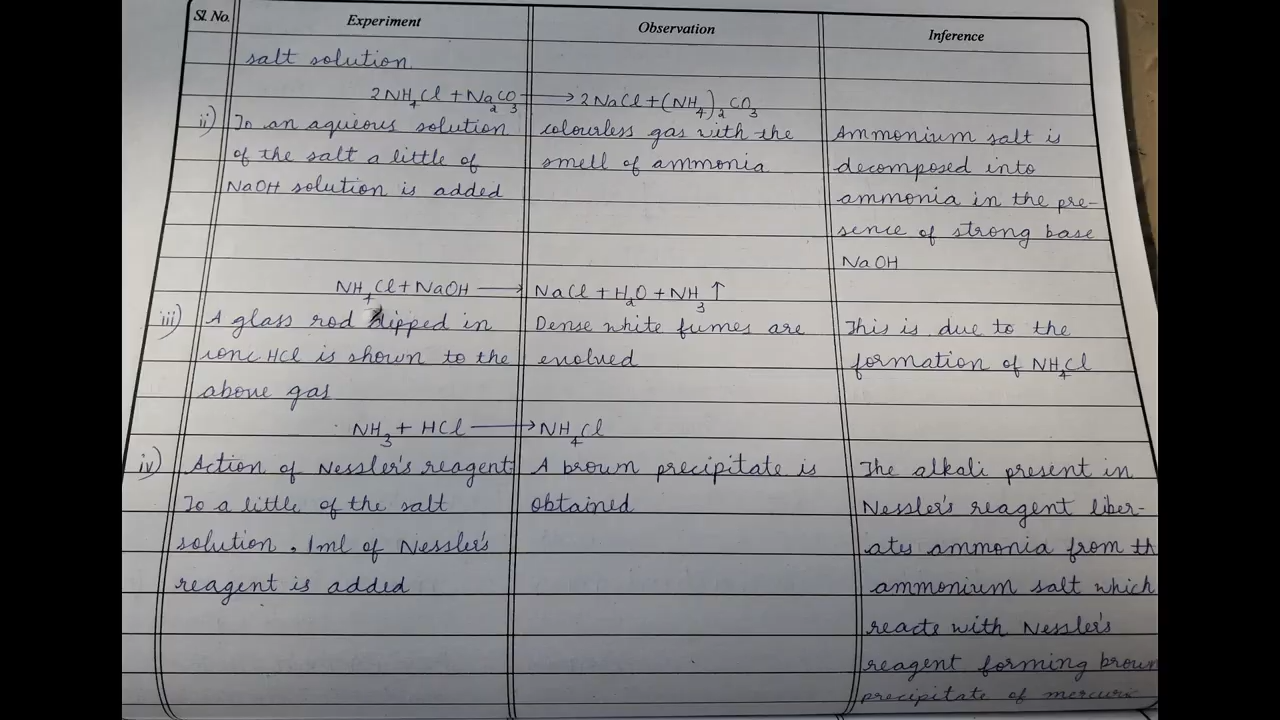 Sl. No. Experiment Observation Inference
salt solution
2NH4Cl + Na2CO3 → 2NaCl + (NH4)2CO3
ii) In an aqueous solution
of the salt a little of
NaOH solution is added
colourless gas with the
smell of ammonia
Ammonium salt is
decomposed into
ammonia in the pre-
sence of strong base
NaOH
NH4Cl + NaOH → NaCl + H2O + NH3 ↑
iii) A glass rod dipped in
conc HCl is shown to the
above gas
Dense white fumes are
evolved
This is due to the
formation of NH4Cl
NH3 + HCl → NH4Cl
iv) Action of Nessler's reagent
To a little of the salt
solution, 1ml of Nessler's
reagent is added
A brown precipitate is
obtained
The alkali present in
Nessler's reagent liber-
ates ammonia from th
ammonium salt which
reacts with Nessler's
reagent forming brown
precipitate of mercuri